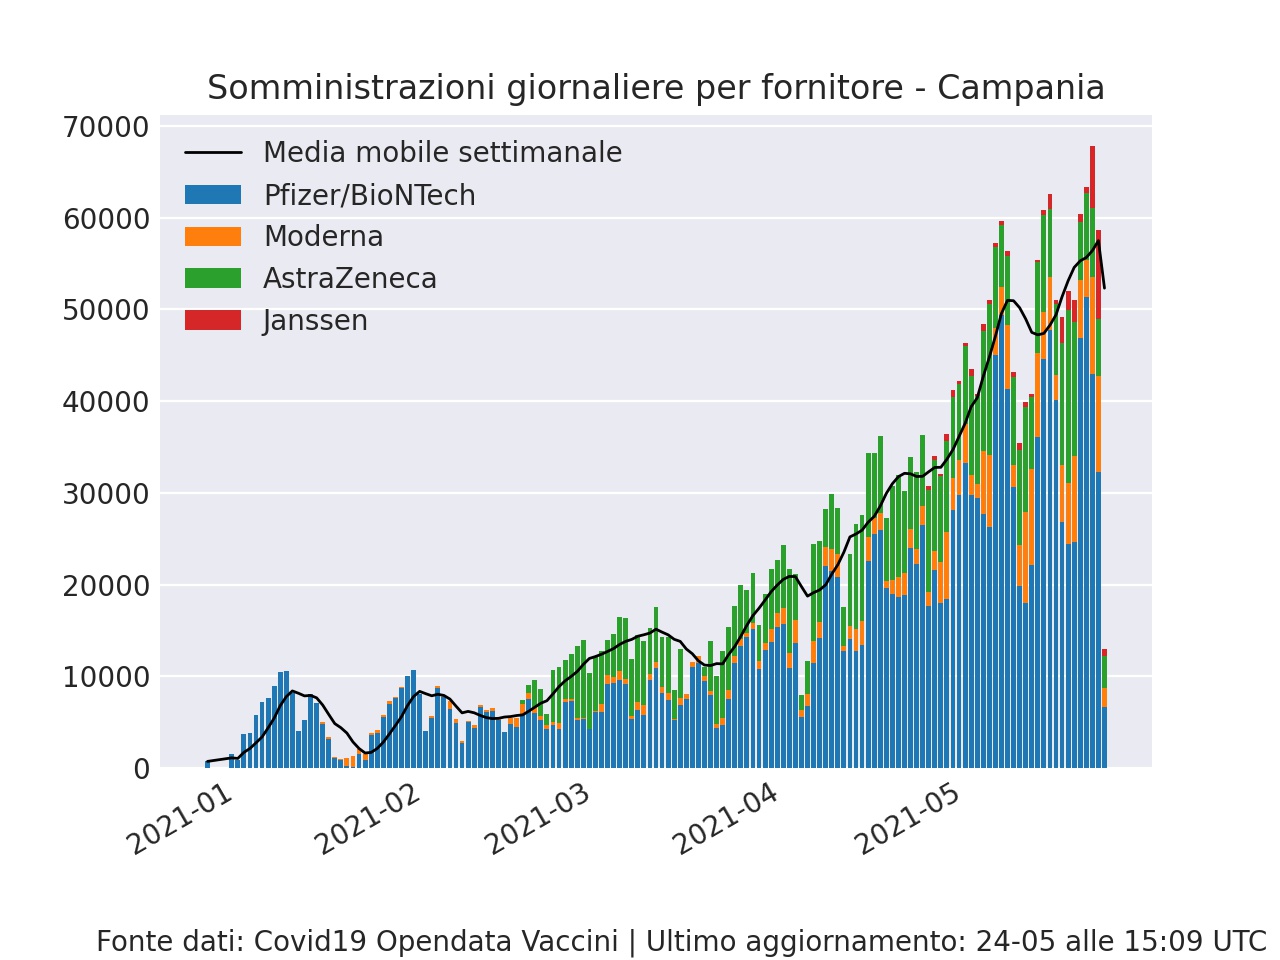 Somministrazioni giornaliere per fornitore - Campania
70000
60000
50000
40000
30000
20000
10000
0
Media mobile settimanale
Pfizer/BioNTech
Moderna
AstraZeneca
Janssen
2021-01
2021-02
2021-03
2021-04
2021-05
Fonte dati: Covid19 Opendata Vaccini | Ultimo aggiornamento: 24-05 alle 15:09 UTC